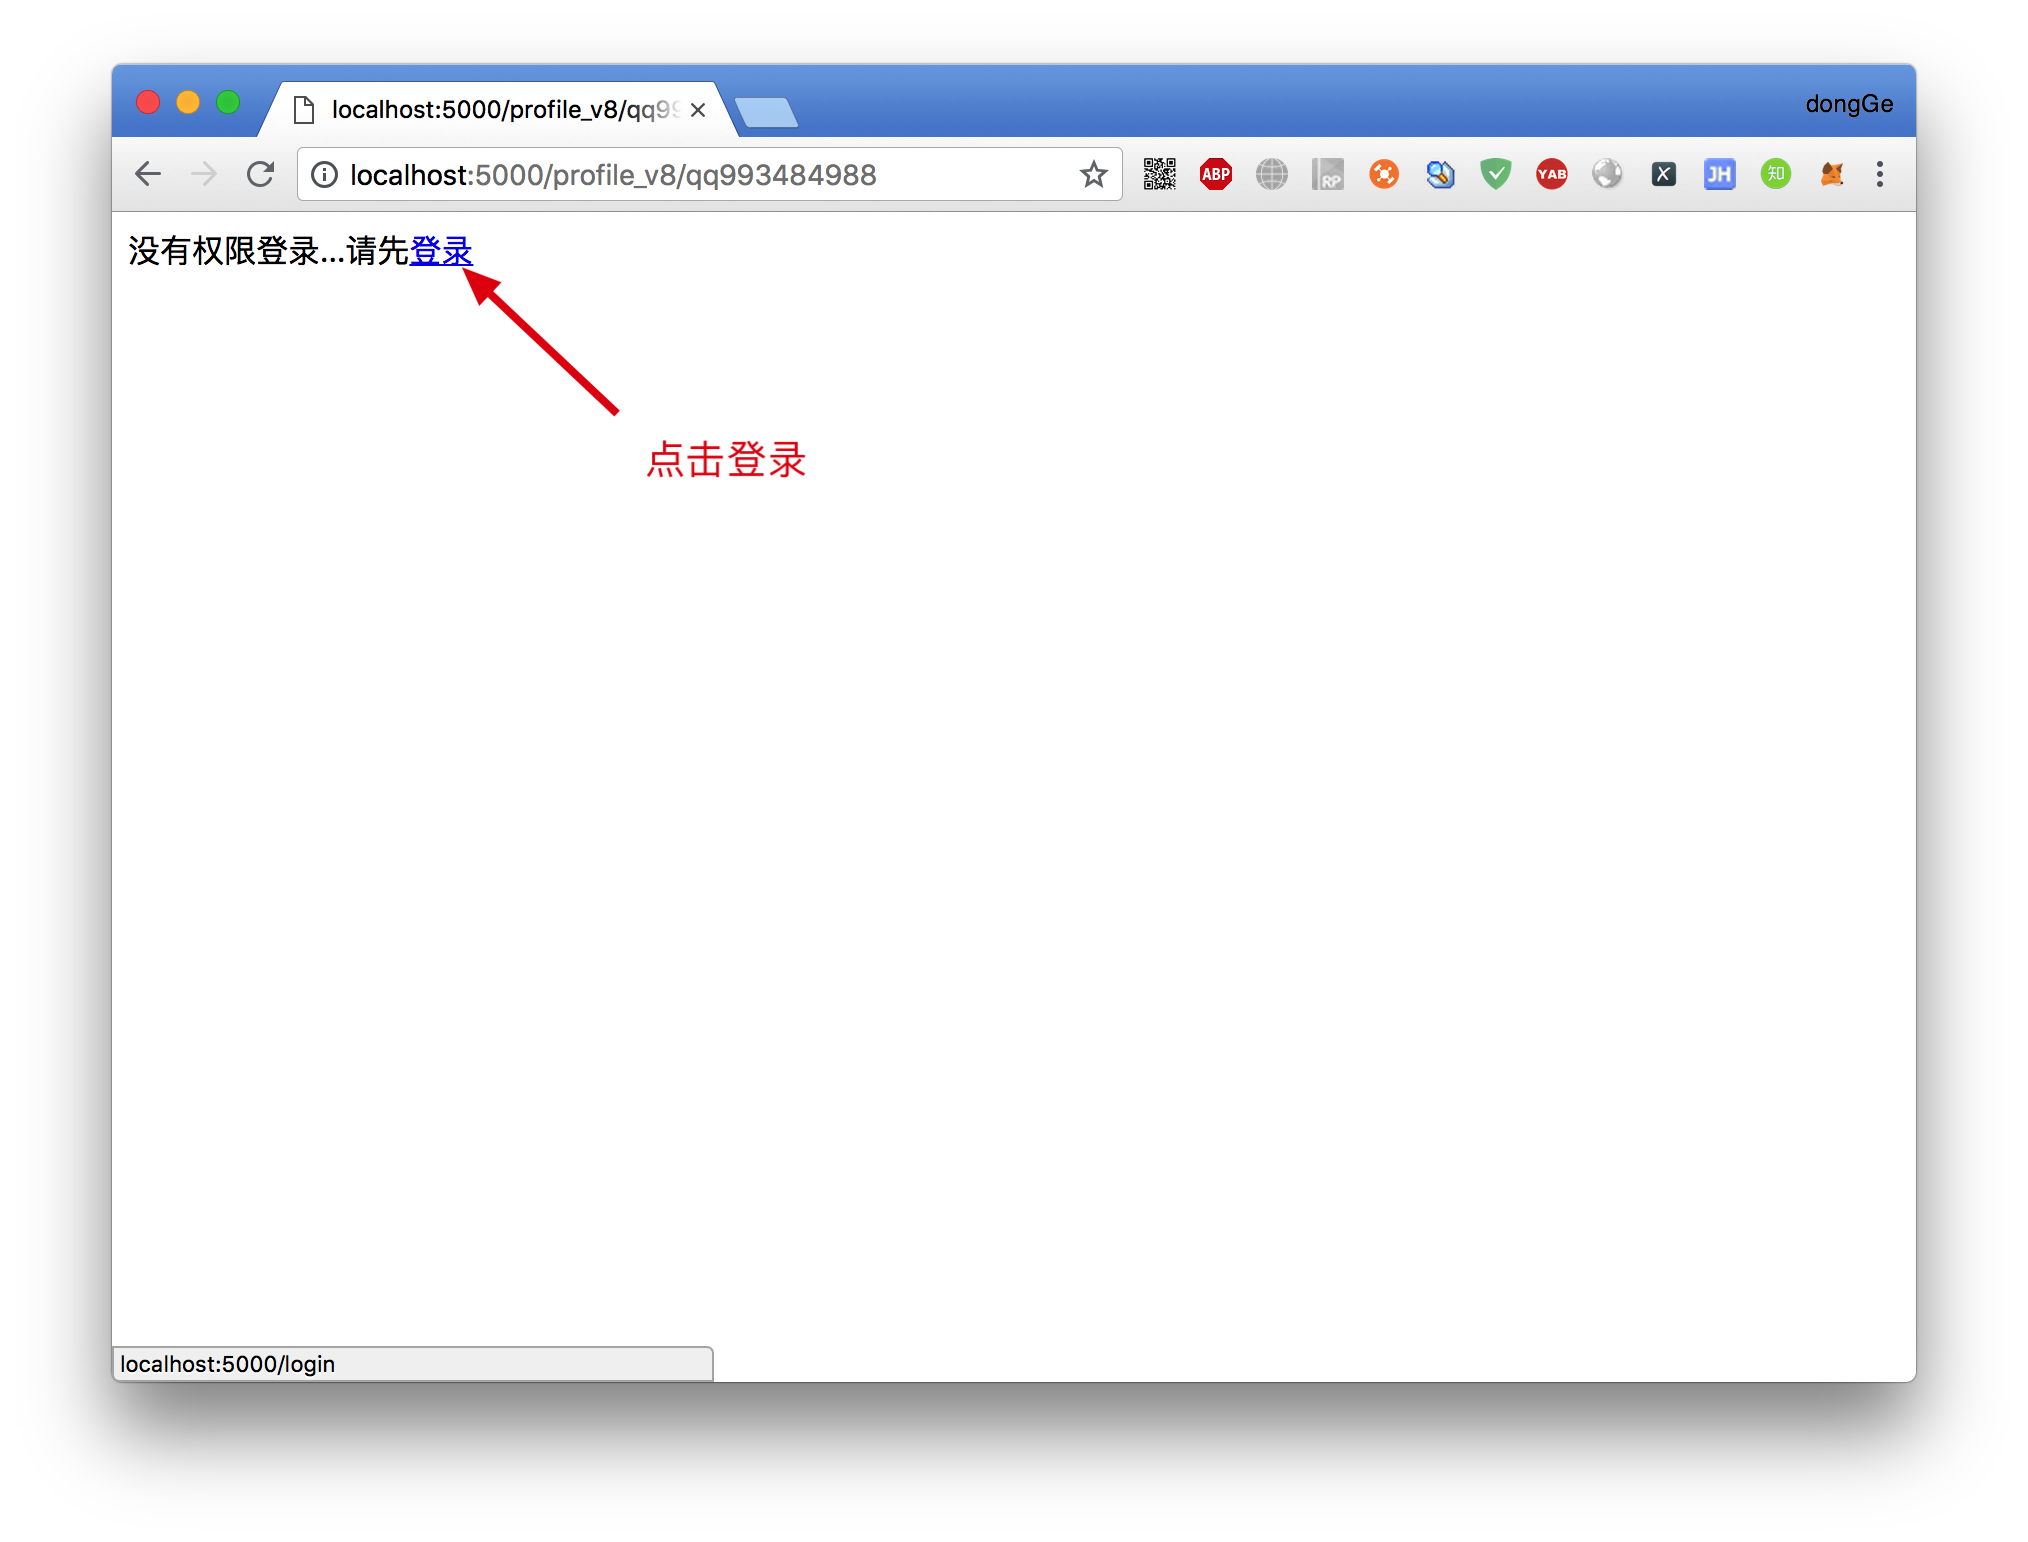 localhost:5000/profile_v8/qq99
dongGe
localhost:5000/profile_v8/qq993484988
ABP
RP
YAB
X
JH
知
没有权限登录...请先登录
点击登录
localhost:5000/login